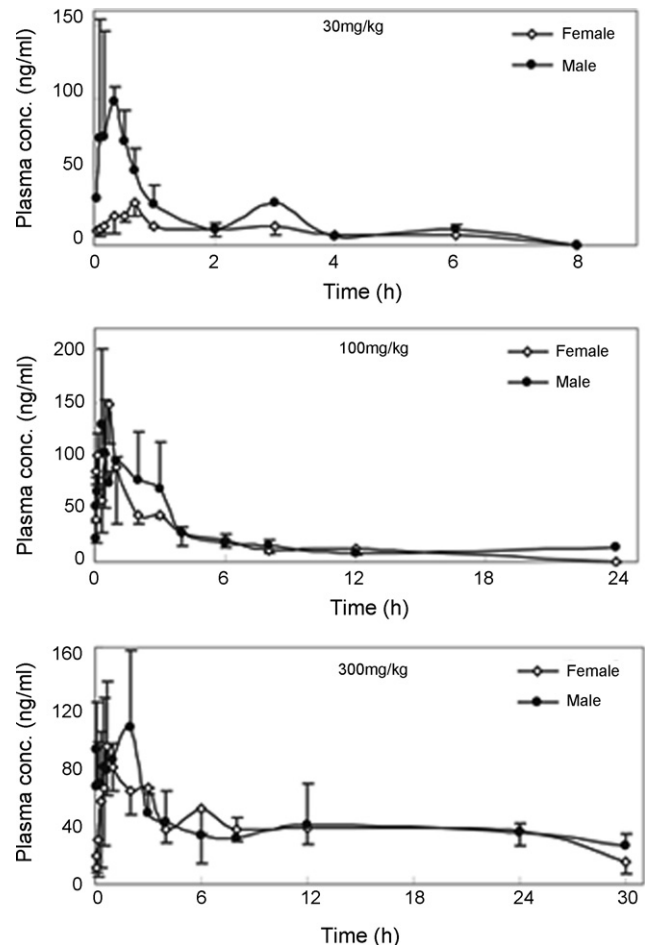 30mg/kg
Female
Male
Plasma conc. (ng/ml)
150
100
50
0
0 2 4 6 8
Time (h)
100mg/kg
Female
Male
Plasma conc. (ng/ml)
200
150
100
50
0
0 6 12 18 24
Time (h)
300mg/kg
Female
Male
Plasma conc. (ng/ml)
160
120
80
40
0
0 6 12 24 30
Time (h)